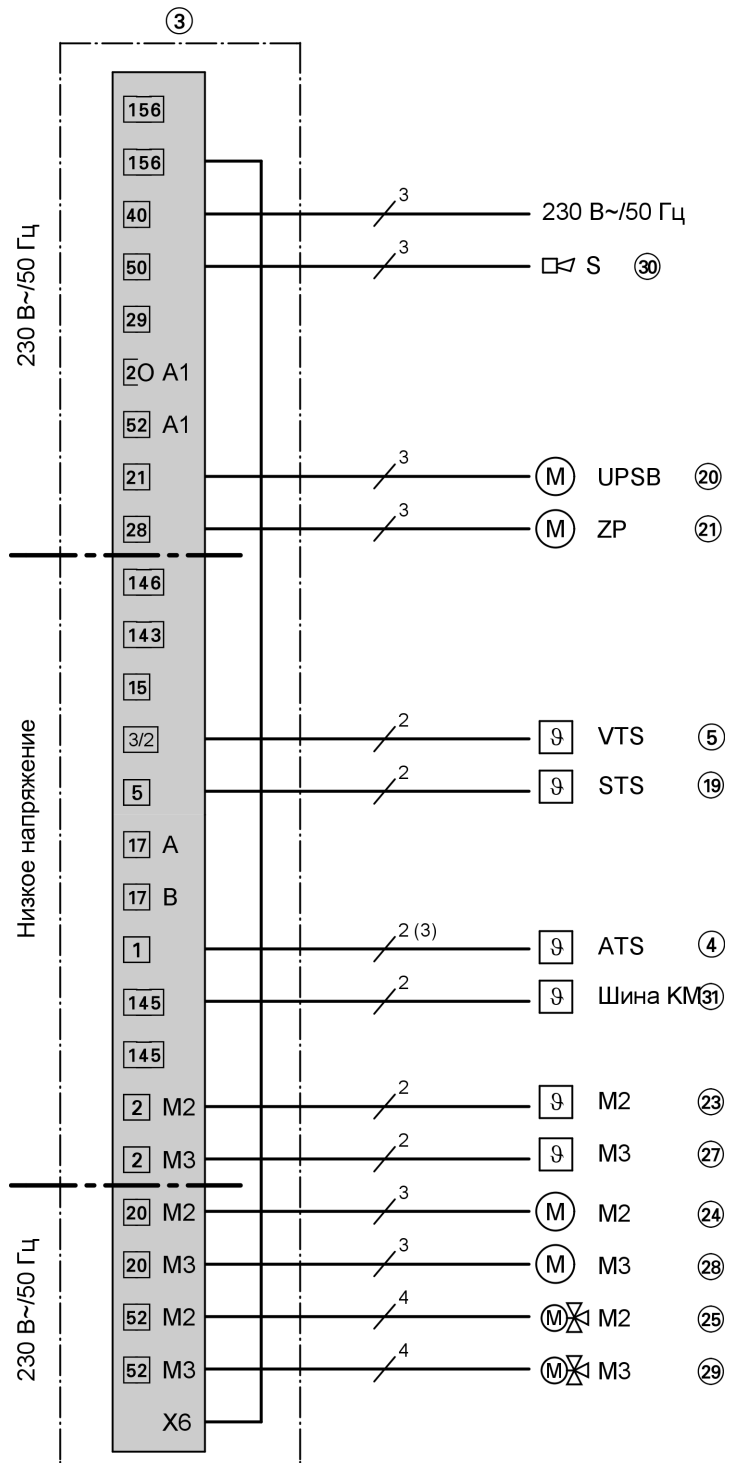 ③
156
156
40 3 230 В~/50 Гц
50 3 S ㉚
29
2O A1
52 A1
21 3 M UPSB ⑳
28 3 M ZP ㉑
230 В~/50 Гц
146
143
15
3/2 2 ϑ VTS ⑤
5 2 ϑ STS ⑲
17 A
17 B
1 2 (3) ϑ ATS ④
145 2 ϑ Шина KM ㉛
145
2 M2 2 ϑ M2 ㉓
2 M3 2 ϑ M3 ㉗
Низкое напряжение
20 M2 3 M M2 ㉔
20 M3 3 M M3 ㉘
52 M2 4 M M2 ㉕
52 M3 4 M M3 ㉙
X6
230 В~/50 Гц